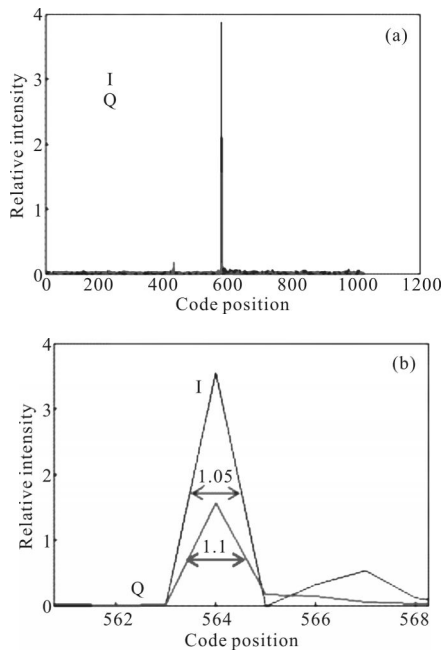 (a)
4
3
2
1
0
I
Q
Relative intensity
0 200 400 600 800 1000 1200
Code position
(b)
4
3
2
1
0
I
1.05
1.1
Q
Relative intensity
562 564 566 568
Code position